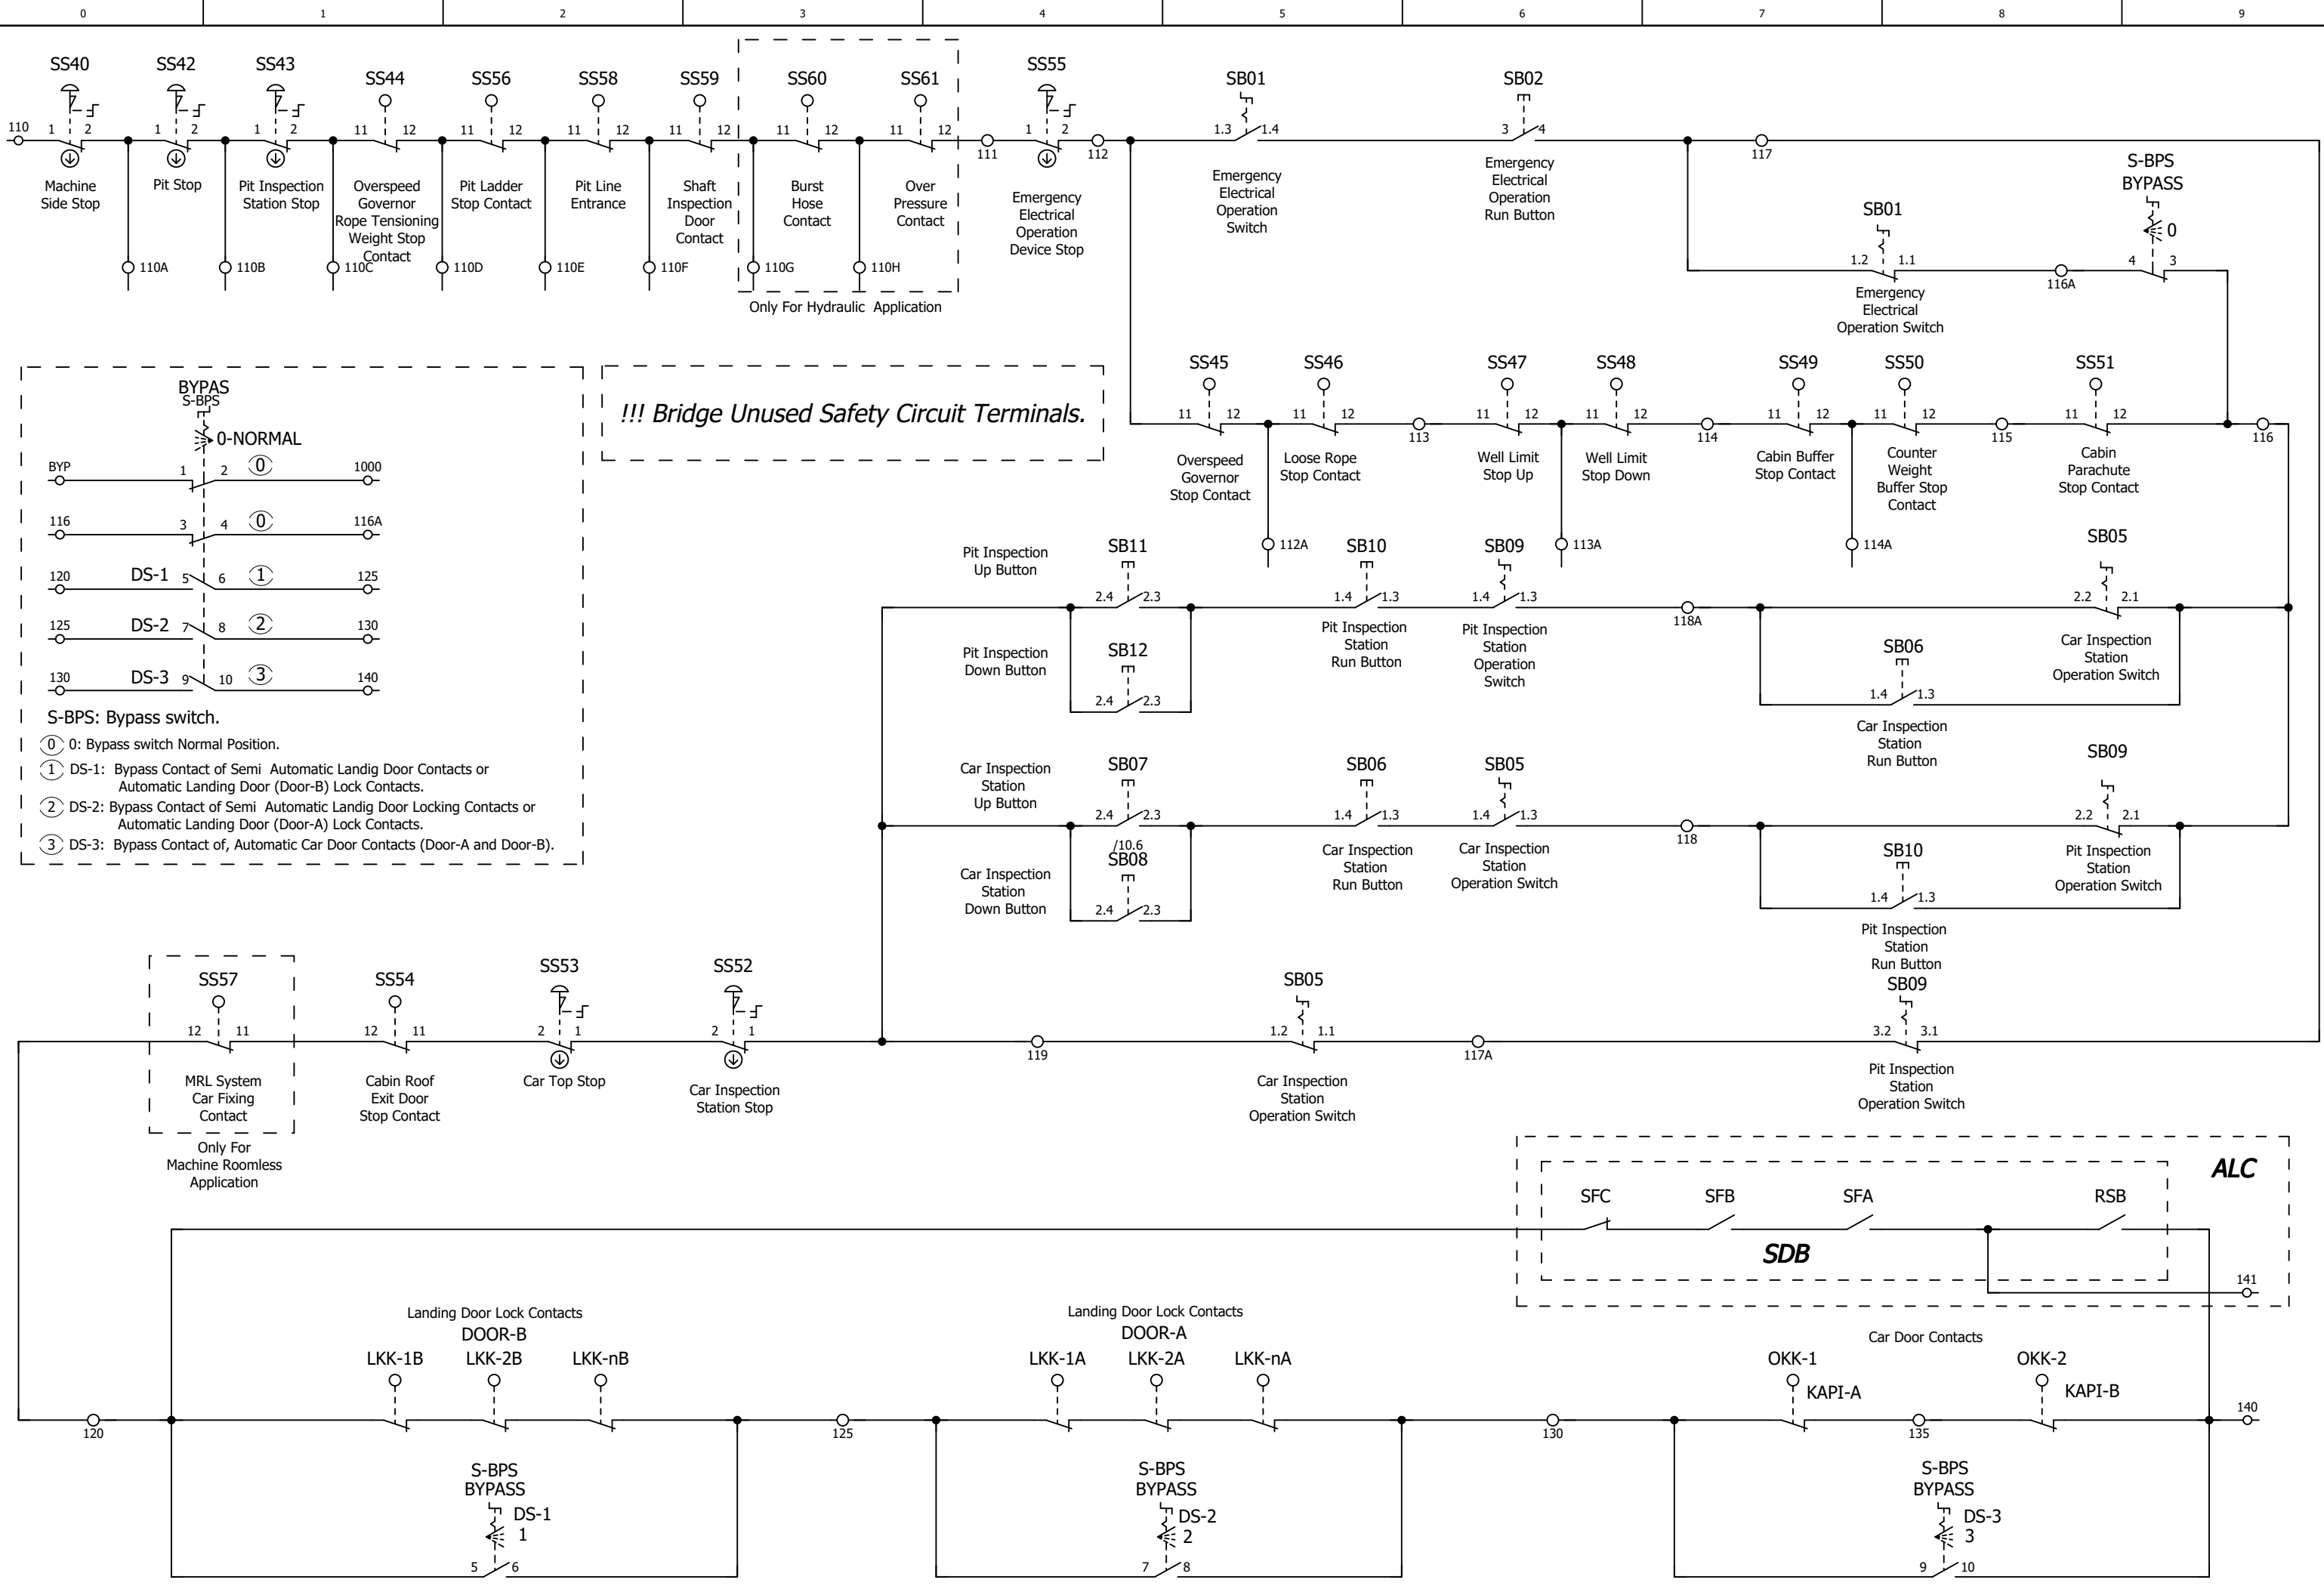 0 1 2 3 4 5 6 7 8 9
SS40 SS42 SS43 SS44 SS56 SS58 SS59 SS60 SS61 SS55 SB01 SB02
110 1 2 1 2 1 2 11 12 11 12 11 12 11 12 11 12 11 12 111 1 2 112 1.3 1.4 3 4 117
Machine
Side Stop
Pit Stop
Pit Inspection
Station Stop
Overspeed
Governor
Rope Tensioning
Weight Stop
Contact
Pit Ladder
Stop Contact
Pit Line
Entrance
Shaft
Inspection
Door
Contact
Burst
Hose
Contact
Over
Pressure
Contact
Emergency
Electrical
Operation
Device Stop
Emergency
Electrical
Operation
Switch
Emergency
Electrical
Operation
Run Button
110A 110B 110C 110D 110E 110F 110G 110H
Only For Hydraulic Application
S-BPS
BYPASS
0
SB01
1.2 1.1 116A 4 3
Emergency
Electrical
Operation Switch
BYPAS
S-BPS
0-NORMAL
BYP 1 2 0 1000
116 3 4 0 116A
120 DS-1 5 6 1 125
125 DS-2 7 8 2 130
130 DS-3 9 10 3 140
S-BPS: Bypass switch.
0 0: Bypass switch Normal Position.
1 DS-1: Bypass Contact of Semi Automatic Landig Door Contacts or
Automatic Landing Door (Door-B) Lock Contacts.
2 DS-2: Bypass Contact of Semi Automatic Landig Door Locking Contacts or
Automatic Landing Door (Door-A) Lock Contacts.
3 DS-3: Bypass Contact of, Automatic Car Door Contacts (Door-A and Door-B).
!!! Bridge Unused Safety Circuit Terminals.
SS45 SS46 SS47 SS48 SS49 SS50 SS51
11 12 11 12 113 11 12 11 12 114 11 12 11 12 115 11 12 116
Overspeed
Governor
Stop Contact
Loose Rope
Stop Contact
Well Limit
Stop Up
Well Limit
Stop Down
Cabin Buffer
Stop Contact
Counter
Weight
Buffer Stop
Contact
Cabin
Parachute
Stop Contact
112A 113A 114A
Pit Inspection
Up Button
SB11 SB10 SB09 SB05
2.4 2.3 1.4 1.3 1.4 1.3 118A 2.2 2.1
Pit Inspection
Down Button
SB12
2.4 2.3
Pit Inspection
Station
Run Button
Pit Inspection
Station
Operation
Switch
SB06
1.4 1.3
Car Inspection
Station
Run Button
Car Inspection
Station
Operation Switch
Car Inspection
Station
Up Button
SB07 SB06 SB05 SB09
2.4 2.3 1.4 1.3 1.4 1.3 118 2.2 2.1
/10.6
Car Inspection
Station
Down Button
SB08
2.4 2.3
Car Inspection
Station
Run Button
Car Inspection
Station
Operation Switch
SB10
1.4 1.3
Pit Inspection
Station
Run Button
Pit Inspection
Station
Operation Switch
SS57 SS54 SS53 SS52 SB05 SB09
12 11 12 11 2 1 2 1 119 1.2 1.1 117A 3.2 3.1
MRL System
Car Fixing
Contact
Cabin Roof
Exit Door
Stop Contact
Car Top Stop
Car Inspection
Station Stop
Car Inspection
Station
Operation Switch
Pit Inspection
Station
Operation Switch
Only For
Machine Roomless
Application
ALC
SFC SFB SFA RSB
SDB
141
Landing Door Lock Contacts
DOOR-B
LKK-1B LKK-2B LKK-nB
Landing Door Lock Contacts
DOOR-A
LKK-1A LKK-2A LKK-nA
Car Door Contacts
OKK-1 OKK-2
KAPI-A KAPI-B
120 125 130 135 140
S-BPS
BYPASS
DS-1
1
5 6
S-BPS
BYPASS
DS-2
2
7 8
S-BPS
BYPASS
DS-3
3
9 10